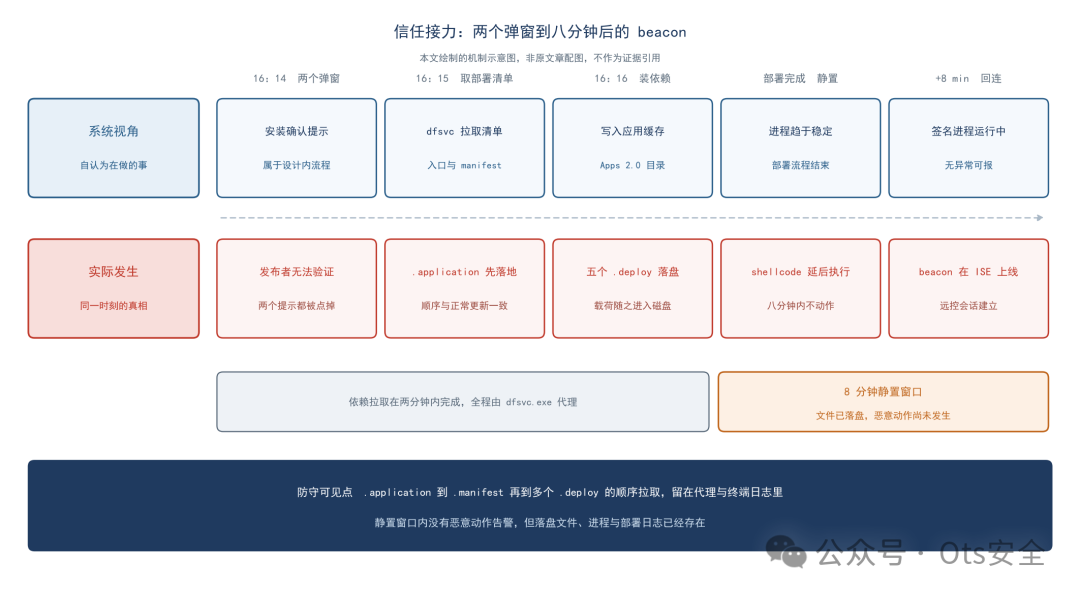 信任接力：两个弹窗到八分钟后的 beacon
本文绘制的机制示意图，非原文章配图，不作为证据引用
16：14 两个弹窗
16：15 取部署清单
16：16 装依赖
部署完成 静置
+8 min 回连
系统视角
自认为在做的事
安装确认提示
属于设计内流程
dfsvc 拉取清单
入口与 manifest
写入应用缓存
Apps 2.0 目录
进程趋于稳定
部署流程结束
签名进程运行中
无异常可报
实际发生
同一时刻的真相
发布者无法验证
两个提示都被点掉
.application 先落地
顺序与正常更新一致
五个 .deploy 落盘
载荷随之进入磁盘
shellcode 延后执行
八分钟内不动作
beacon 在 ISE 上线
远控会话建立
依赖拉取在两分钟内完成，全程由 dfsvc.exe 代理
8 分钟静置窗口
文件已落盘，恶意动作尚未发生
防守可见点 .application 到 .manifest 再到多个 .deploy 的顺序拉取，留在代理与终端日志里
静置窗口内没有恶意动作告警，但落盘文件、进程与部署日志已经存在
公众号 · Ots安全